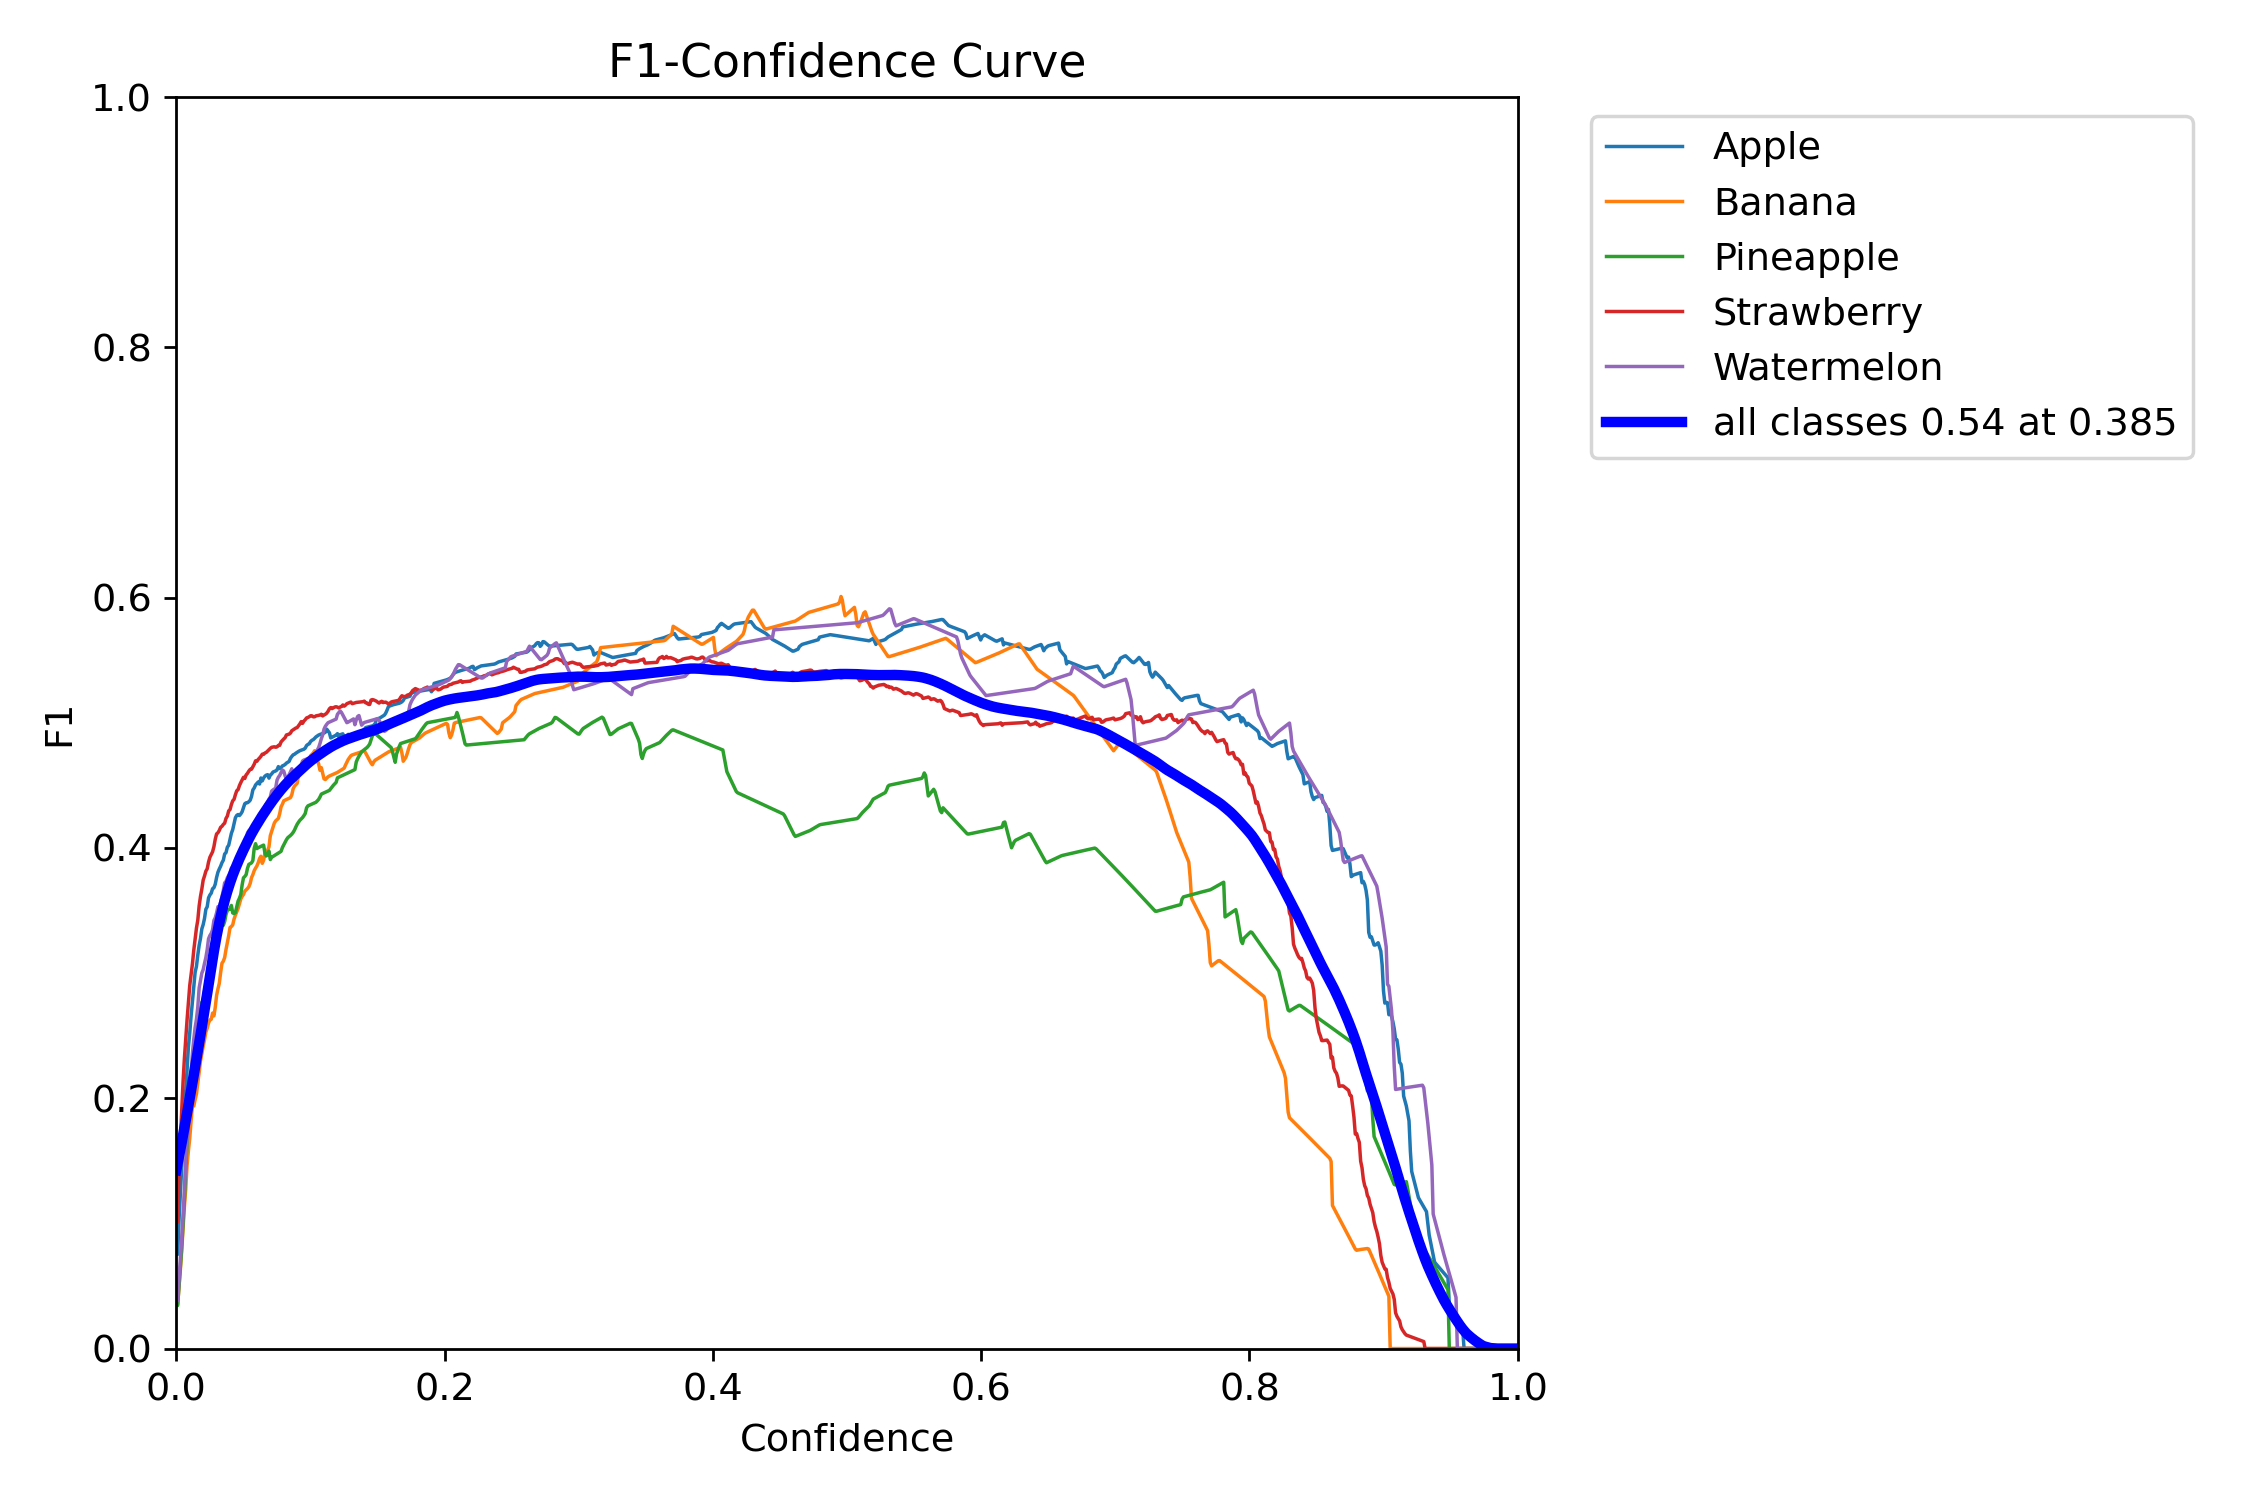 F1-Confidence Curve
1.0
0.8
0.6
0.4
0.2
0.0
F1
0.0 0.2 0.4 0.6 0.8 1.0
Confidence
Apple
Banana
Pineapple
Strawberry
Watermelon
all classes 0.54 at 0.385